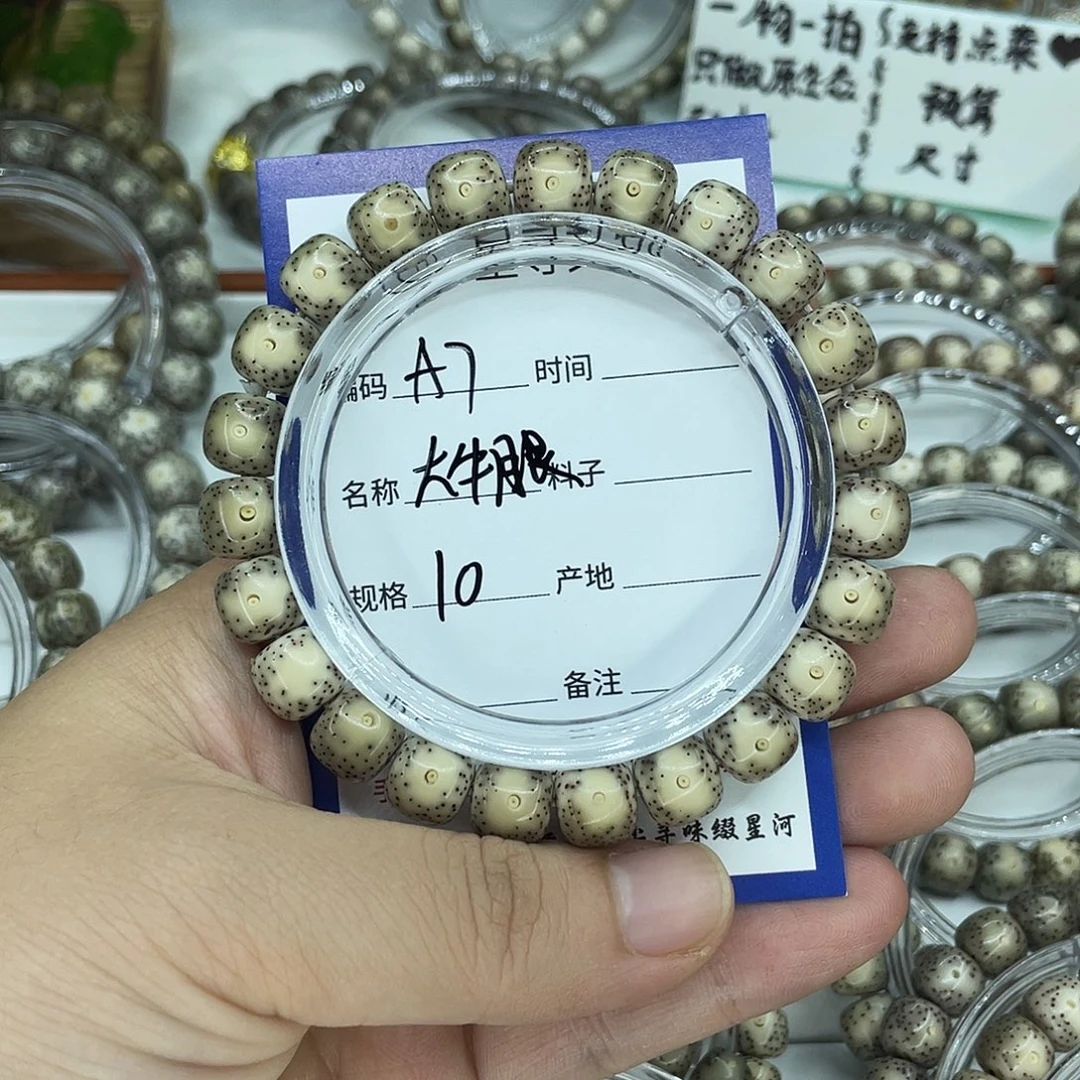 一物一拍
只做原生态
支持点菜
预算
尺寸
编码 A7 时间
名称 大牛腿 料子
规格 10 产地
备注
寻味缀星河